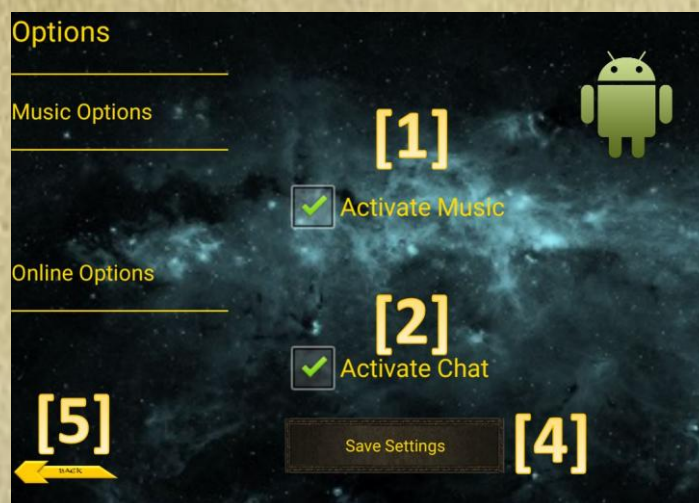 Options
Music Options
[1]
Activate Music
Online Options
[2]
Activate Chat
[5]
BACK
Save Settings
[4]